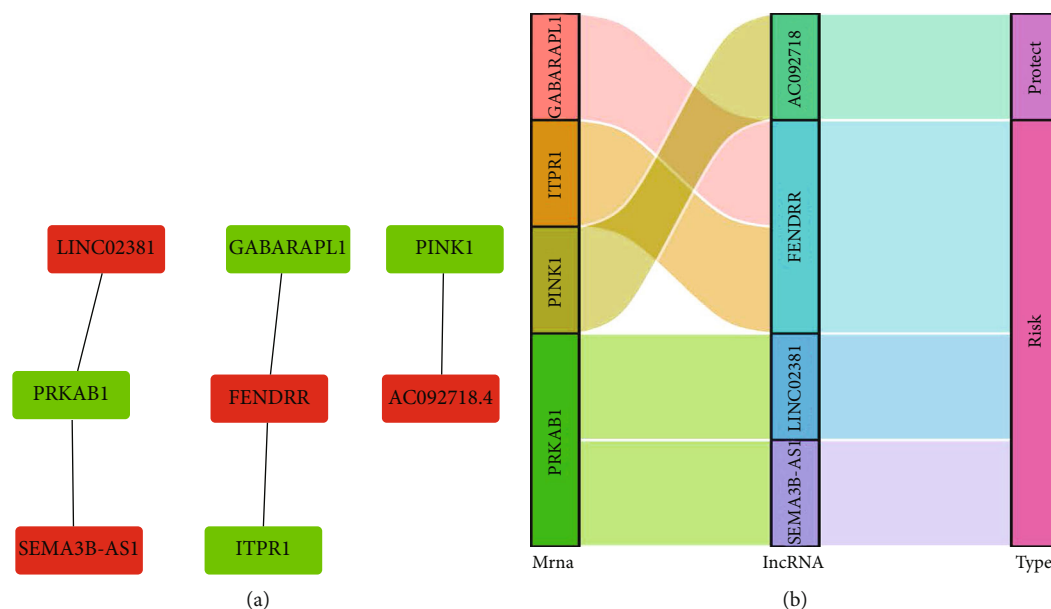 LINC02381
GABARAPL1
PINK1
PRKAB1
FENDRR
AC092718.4
SEMA3B-AS1
ITPR1
(a)
GABARAPL1
ITPR1
PINK1
PRKAB1
AC092718
FENDRR
LINC02381
SEMA3B-AS1
Protect
Risk
Mrna
lncRNA
Type
(b)